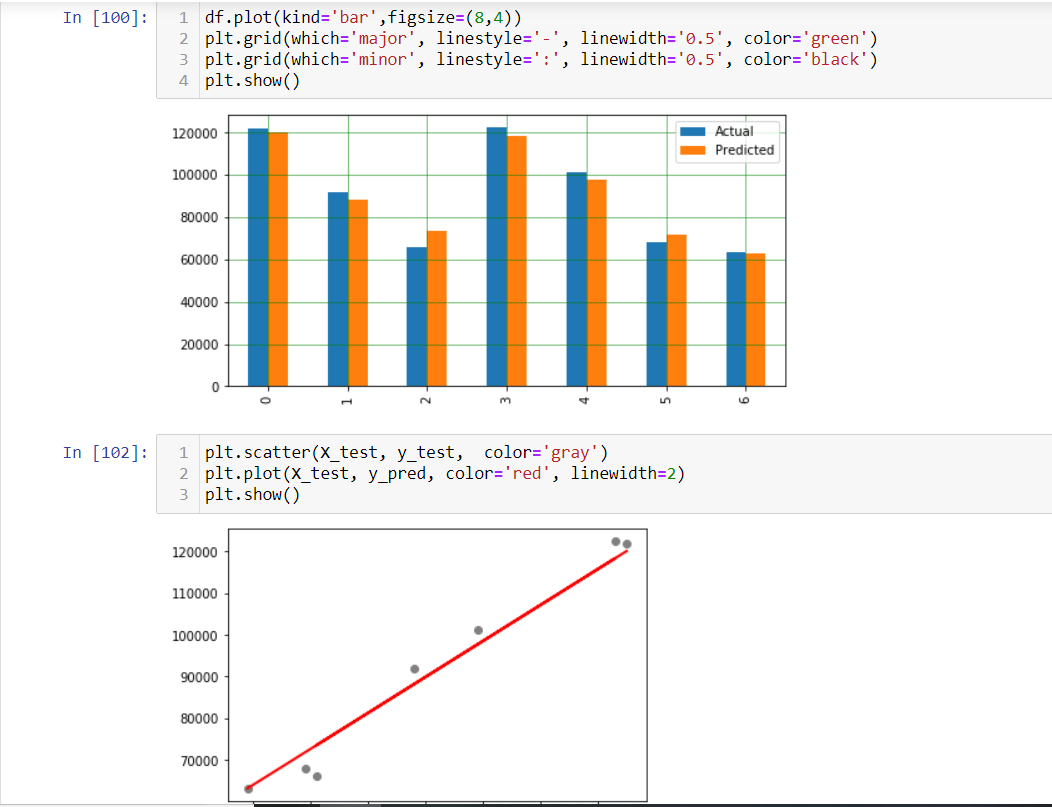 In [100]:
1 df.plot(kind='bar',figsize=(8,4))
2 plt.grid(which='major', linestyle='-', linewidth='0.5', color='green')
3 plt.grid(which='minor', linestyle=':', linewidth='0.5', color='black')
4 plt.show()
Actual
Predicted
120000
100000
80000
60000
40000
20000
0
0 1 2 3 4 5 6
In [102]:
1 plt.scatter(X_test, y_test,  color='gray')
2 plt.plot(X_test, y_pred, color='red', linewidth=2)
3 plt.show()
120000
110000
100000
90000
80000
70000